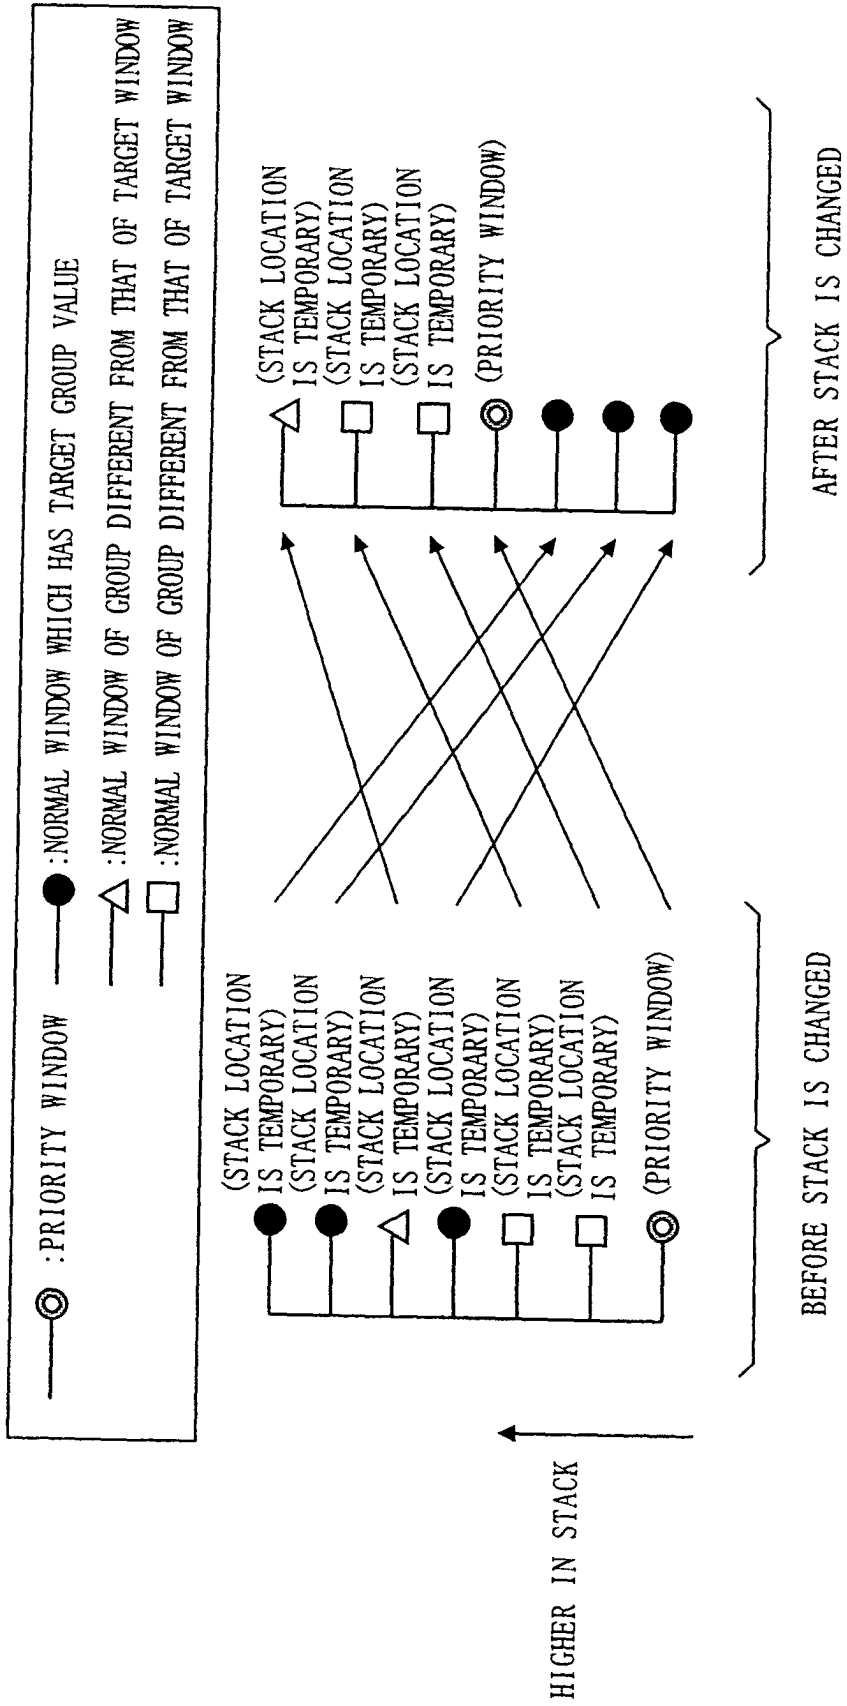 :PRIORITY WINDOW
:NORMAL WINDOW WHICH HAS TARGET GROUP VALUE
:NORMAL WINDOW OF GROUP DIFFERENT FROM THAT OF TARGET WINDOW
:NORMAL WINDOW OF GROUP DIFFERENT FROM THAT OF TARGET WINDOW
HIGHER IN STACK
(STACK LOCATION
IS TEMPORARY)
(STACK LOCATION
IS TEMPORARY)
(STACK LOCATION
IS TEMPORARY)
(STACK LOCATION
IS TEMPORARY)
(STACK LOCATION
IS TEMPORARY)
(STACK LOCATION
IS TEMPORARY)
(PRIORITY WINDOW)
BEFORE STACK IS CHANGED
(STACK LOCATION
IS TEMPORARY)
(STACK LOCATION
IS TEMPORARY)
(STACK LOCATION
IS TEMPORARY)
(PRIORITY WINDOW)
AFTER STACK IS CHANGED